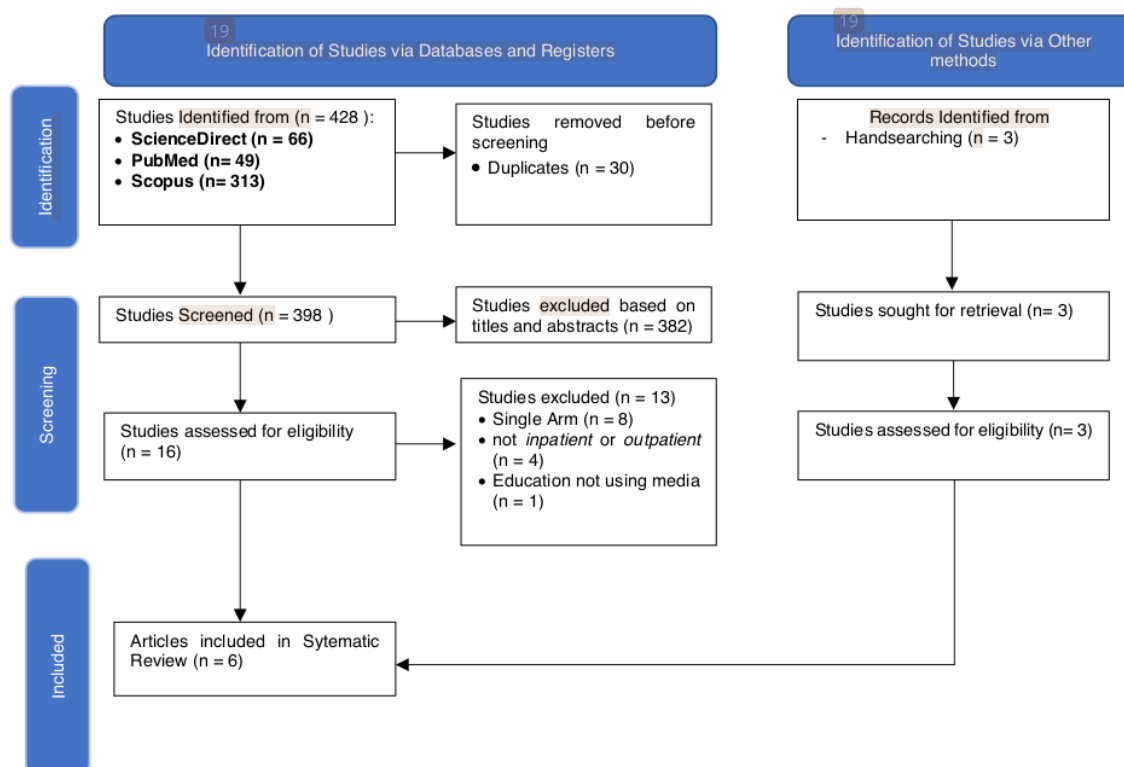 19
Identification of Studies via Databases and Registers
19
Identification of Studies via Other
methods
Identification
Studies Identified from (n = 428 ):
• ScienceDirect (n = 66)
• PubMed (n= 49)
• Scopus (n= 313)
Studies removed before
screening
• Duplicates (n = 30)
Records Identified from
- Handsearching (n = 3)
Screening
Studies Screened (n = 398 )
Studies excluded based on
titles and abstracts (n = 382)
Studies sought for retrieval (n= 3)
Studies assessed for eligibility
(n = 16)
Studies excluded (n = 13)
• Single Arm (n = 8)
• not inpatient or outpatient
(n = 4)
• Education not using media
(n = 1)
Studies assessed for eligibility (n= 3)
Included
Articles included in Sytematic
Review (n = 6)